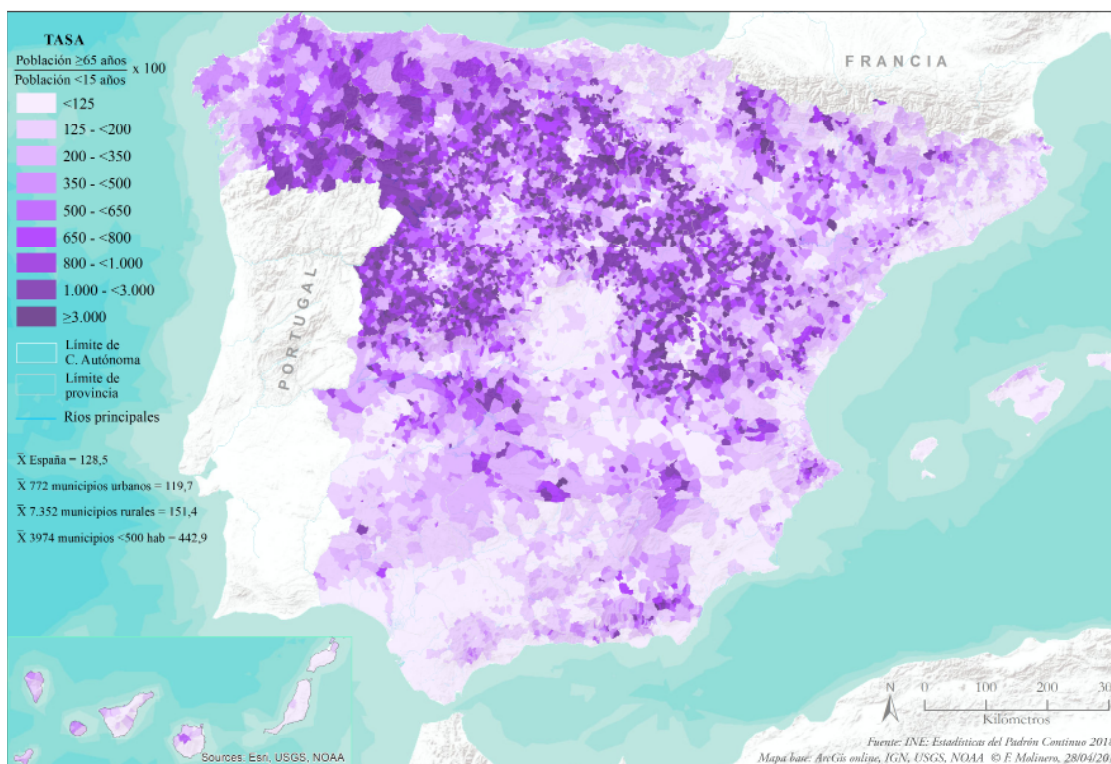 TASA
Población ≥65 años
Población <15 años
x 100
<125
125 - <200
200 - <350
350 - <500
500 - <650
650 - <800
800 - <1.000
1.000 - <3.000
≥3.000
Límite de
C. Autónoma
Límite de
provincia
Ríos principales
X̄ España = 128,5
X̄ 772 municipios urbanos = 119,7
X̄ 7.352 municipios rurales = 151,4
X̄ 3974 municipios <500 hab = 442,9
FRANCIA
PORTUGAL
Sources: Esri, USGS, NOAA
N
0 100 200 30
Kilómetros
Fuente: INE: Estadísticas del Padrón Continuo 201
Mapa base: ArcGis online, IGN, USGS, NOAA © F. Molinero, 28/04/20